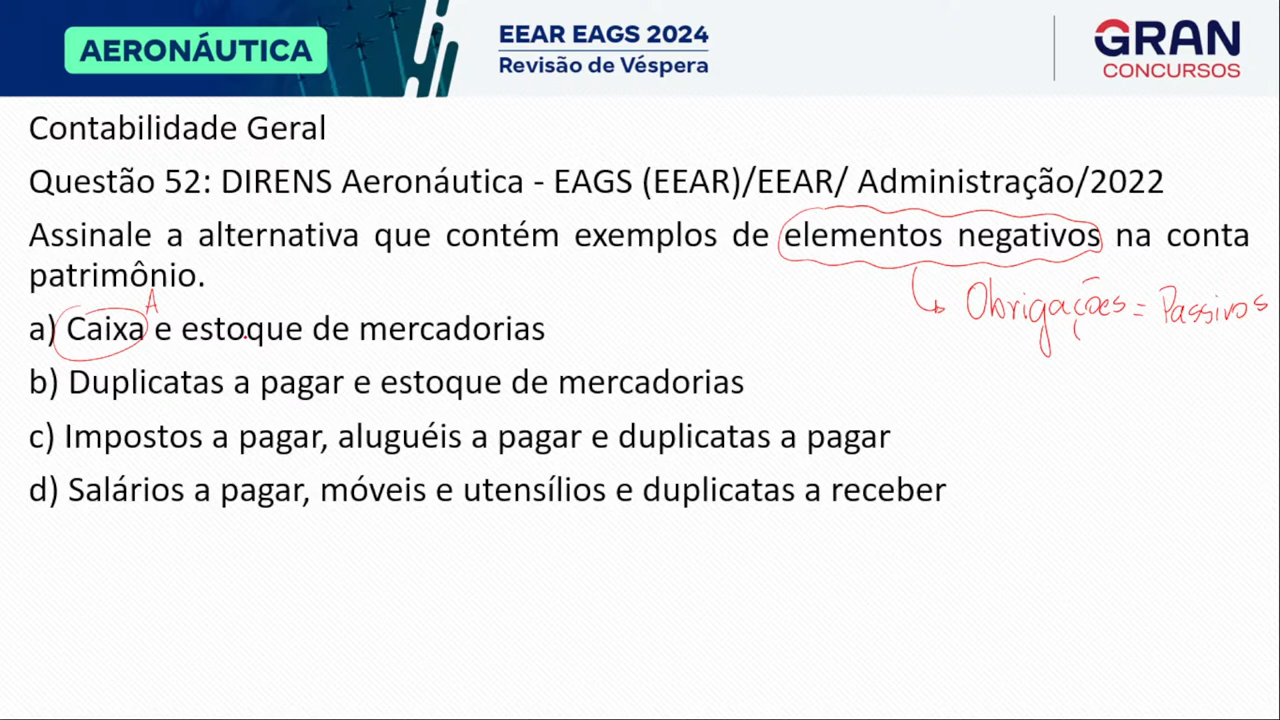 AERONÁUTICA
EEAR EAGS 2024
Revisão de Véspera
GRAN
CONCURSOS
Contabilidade Geral
Questão 52: DIRENS Aeronáutica - EAGS (EEAR)/EEAR/ Administração/2022
Assinale a alternativa que contém exemplos de elementos negativos na conta
patrimônio.
Obrigações = Passivos
A
a) Caixa e estoque de mercadorias
b) Duplicatas a pagar e estoque de mercadorias
c) Impostos a pagar, aluguéis a pagar e duplicatas a pagar
d) Salários a pagar, móveis e utensílios e duplicatas a receber